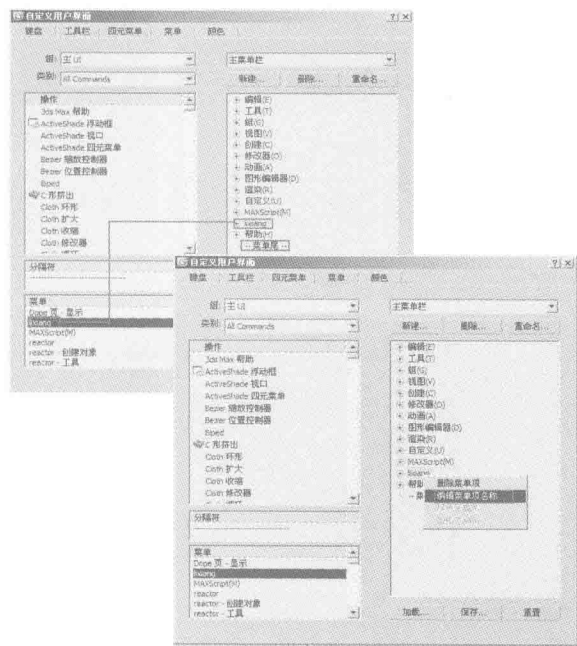 自定义用户界面
键盘 工具栏 四元菜单 菜单 颜色
组: 主 UI
类别: All Commands
操作
3ds Max 帮助
ActiveShade 浮动框
ActiveShade 视口
ActiveShade 四元菜单
Bezier 缩放控制器
Bezier 位置控制器
Biped
C 形挤出
Cloth 环形
Cloth 扩大
Cloth 收缩
Cloth 修改器
分隔符
菜单
Dope 页 - 显示
MAXScript(M)
reactor
reactor - 创建对象
reactor - 工具
主菜单栏
新建... 删除... 重命名...
编辑(E)
工具(T)
组(G)
视图(V)
创建(C)
修改器(O)
动画(A)
图形编辑器(D)
渲染(R)
自定义(U)
MAXScript(M)
帮助(H)
-- 菜单尾 --
自定义用户界面
键盘 工具栏 四元菜单 菜单 颜色
组: 主 UI
类别: All Commands
操作
3ds Max 帮助
ActiveShade 浮动框
ActiveShade 视口
ActiveShade 四元菜单
Bezier 缩放控制器
Bezier 位置控制器
Biped
C 形挤出
Cloth 环形
Cloth 扩大
Cloth 收缩
Cloth 修改器
分隔符
菜单
Dope 页 - 显示
MAXScript(M)
reactor
reactor - 创建对象
reactor - 工具
主菜单栏
新建... 删除... 重命名...
编辑(E)
工具(T)
组(G)
视图(V)
创建(C)
修改器(O)
动画(A)
图形编辑器(D)
渲染(R)
自定义(U)
MAXScript(M)
帮助
删除菜单项
编辑菜单项名称
加载... 保存... 重置